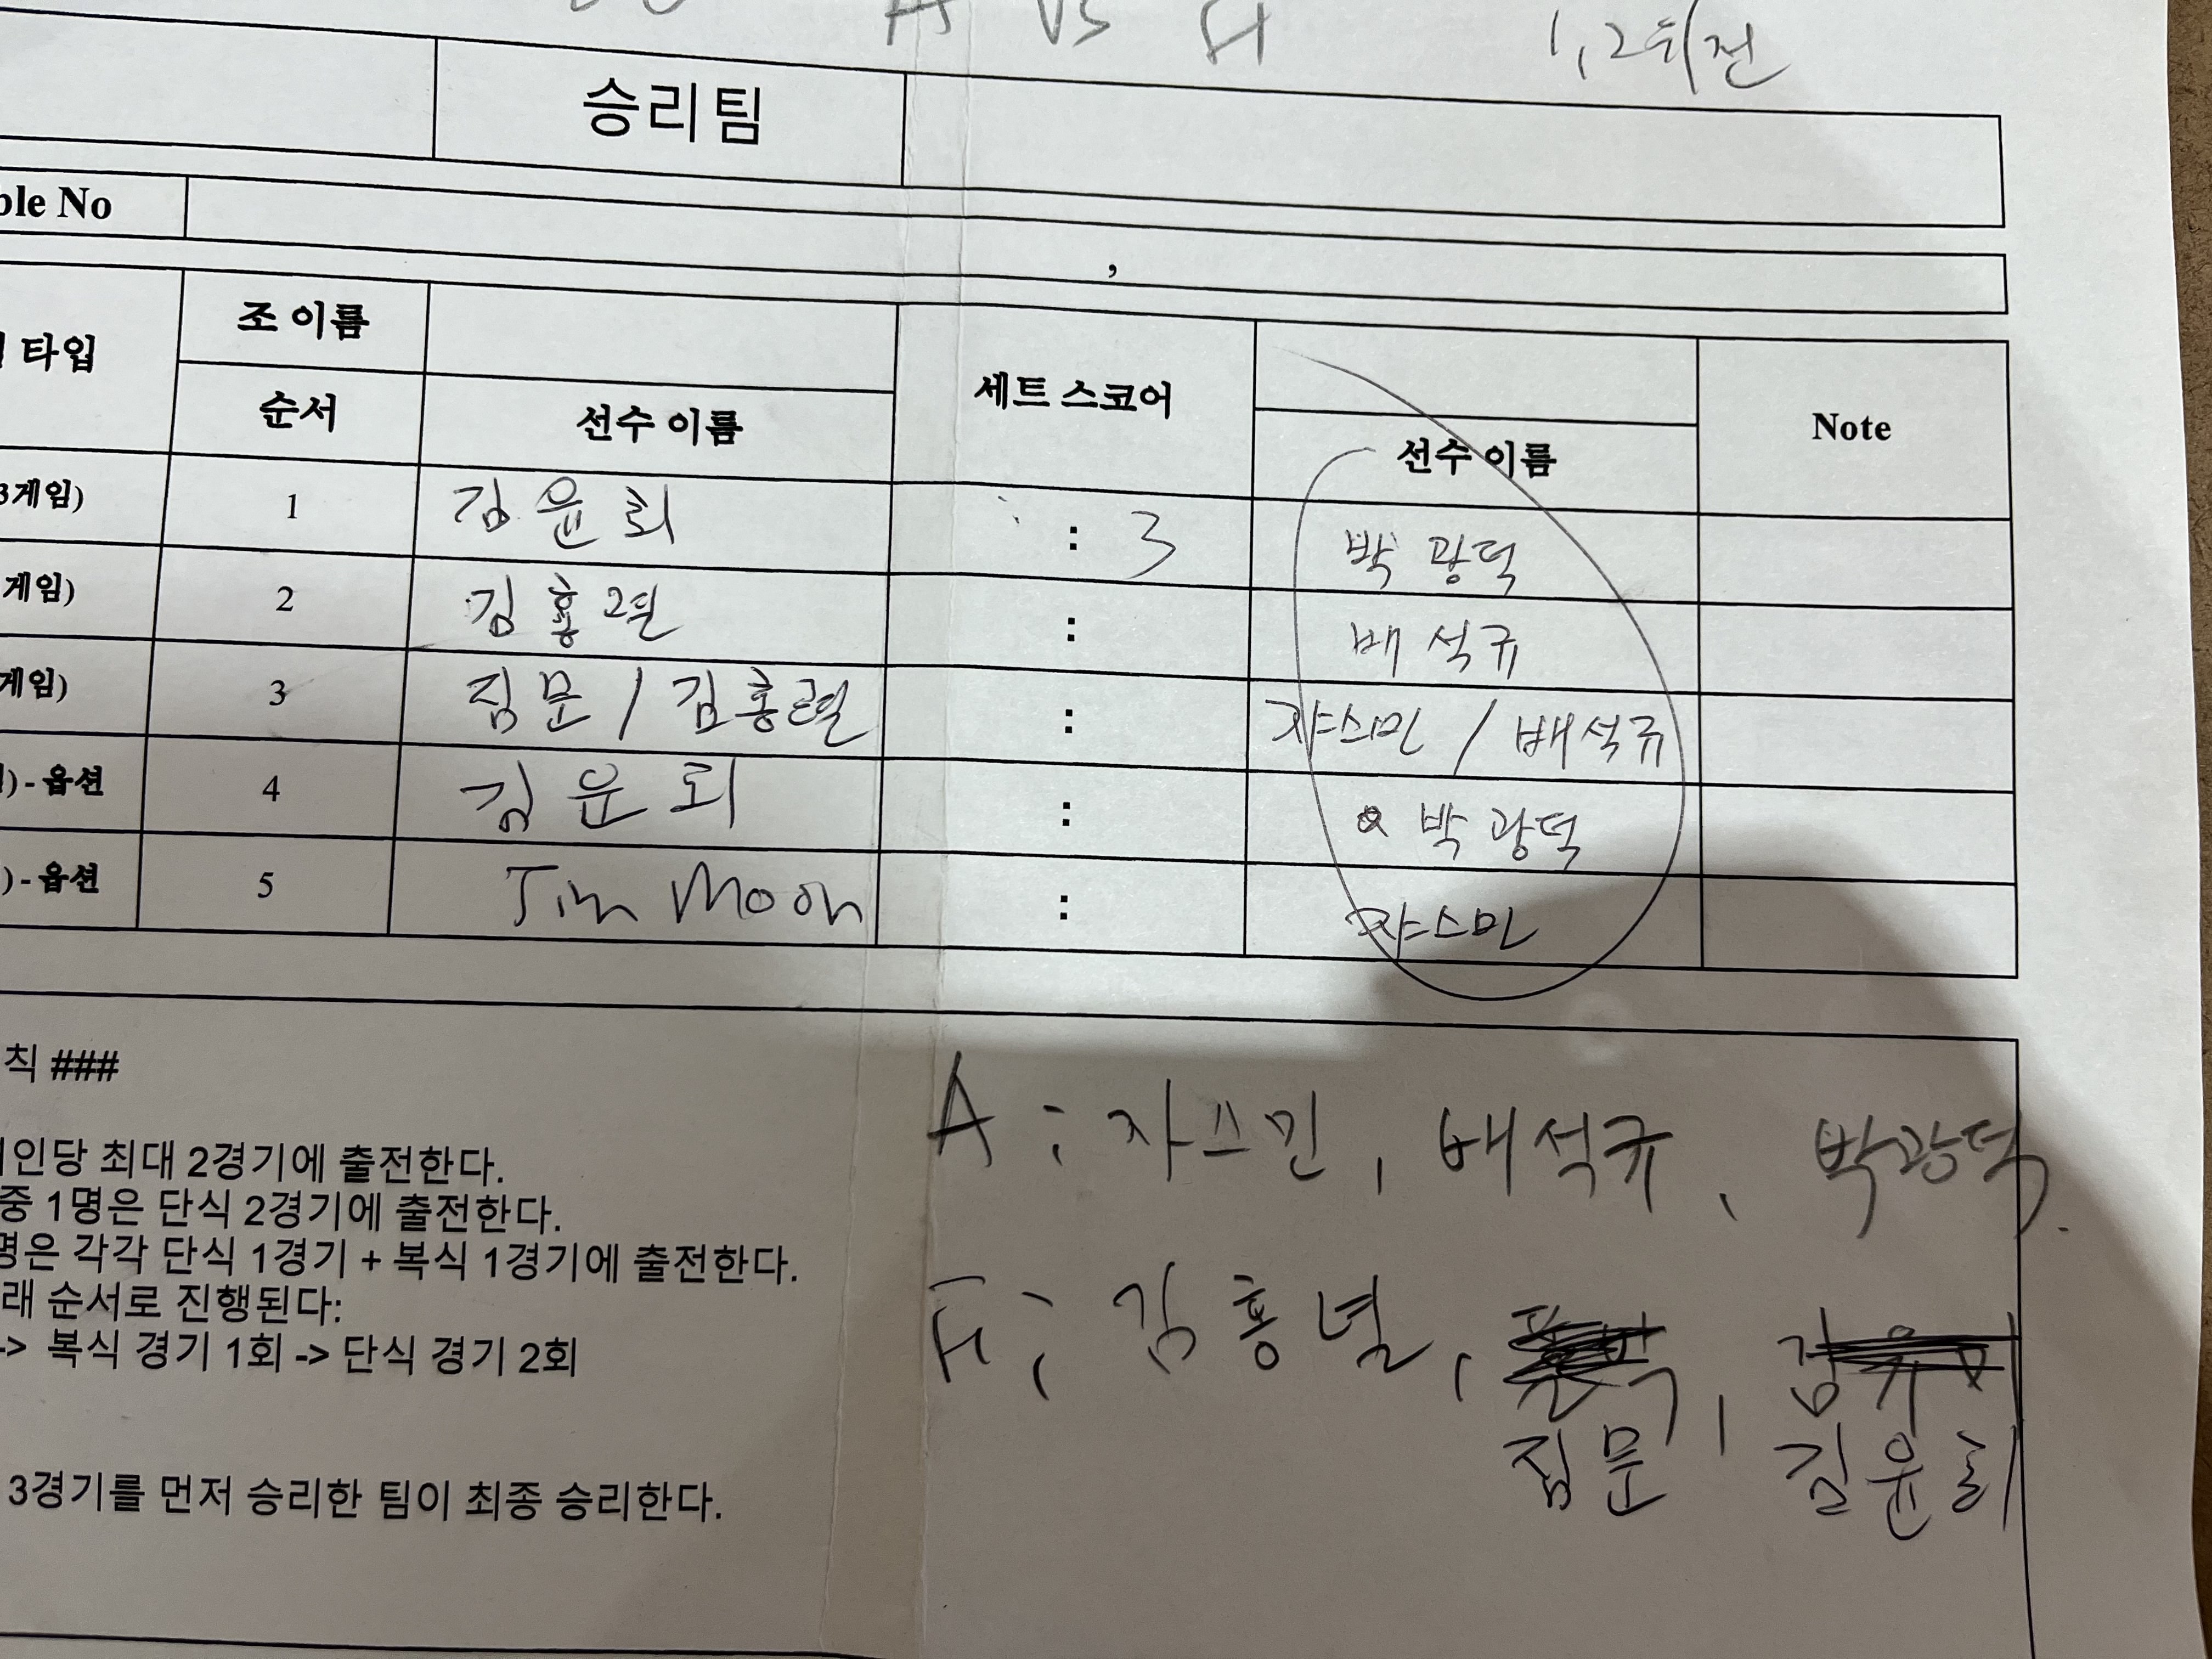 A VS H 1,2위전
승리팀
ble No
,
타입 조 이름 세트 스코어 Note
순서 선수 이름 선수 이름
3게임) 1 김윤희 : 3 박광덕
게임) 2 김홍렬 : 배석규
게임) 3 짐문 / 김홍렬 : 쟈스민 / 배석규
) - 옵션 4 김윤희 : 박광덕
) - 옵션 5 Jim Moon : 쟈스민
칙 ###
인당 최대 2경기에 출전한다.
중 1명은 단식 2경기에 출전한다.
명은 각각 단식 1경기 + 복식 1경기에 출전한다.
래 순서로 진행된다:
-> 복식 경기 1회 -> 단식 경기 2회
3경기를 먼저 승리한 팀이 최종 승리한다.
A : 자스민, 배석규, 박광덕.
H : 김홍렬,
짐문, 김윤희